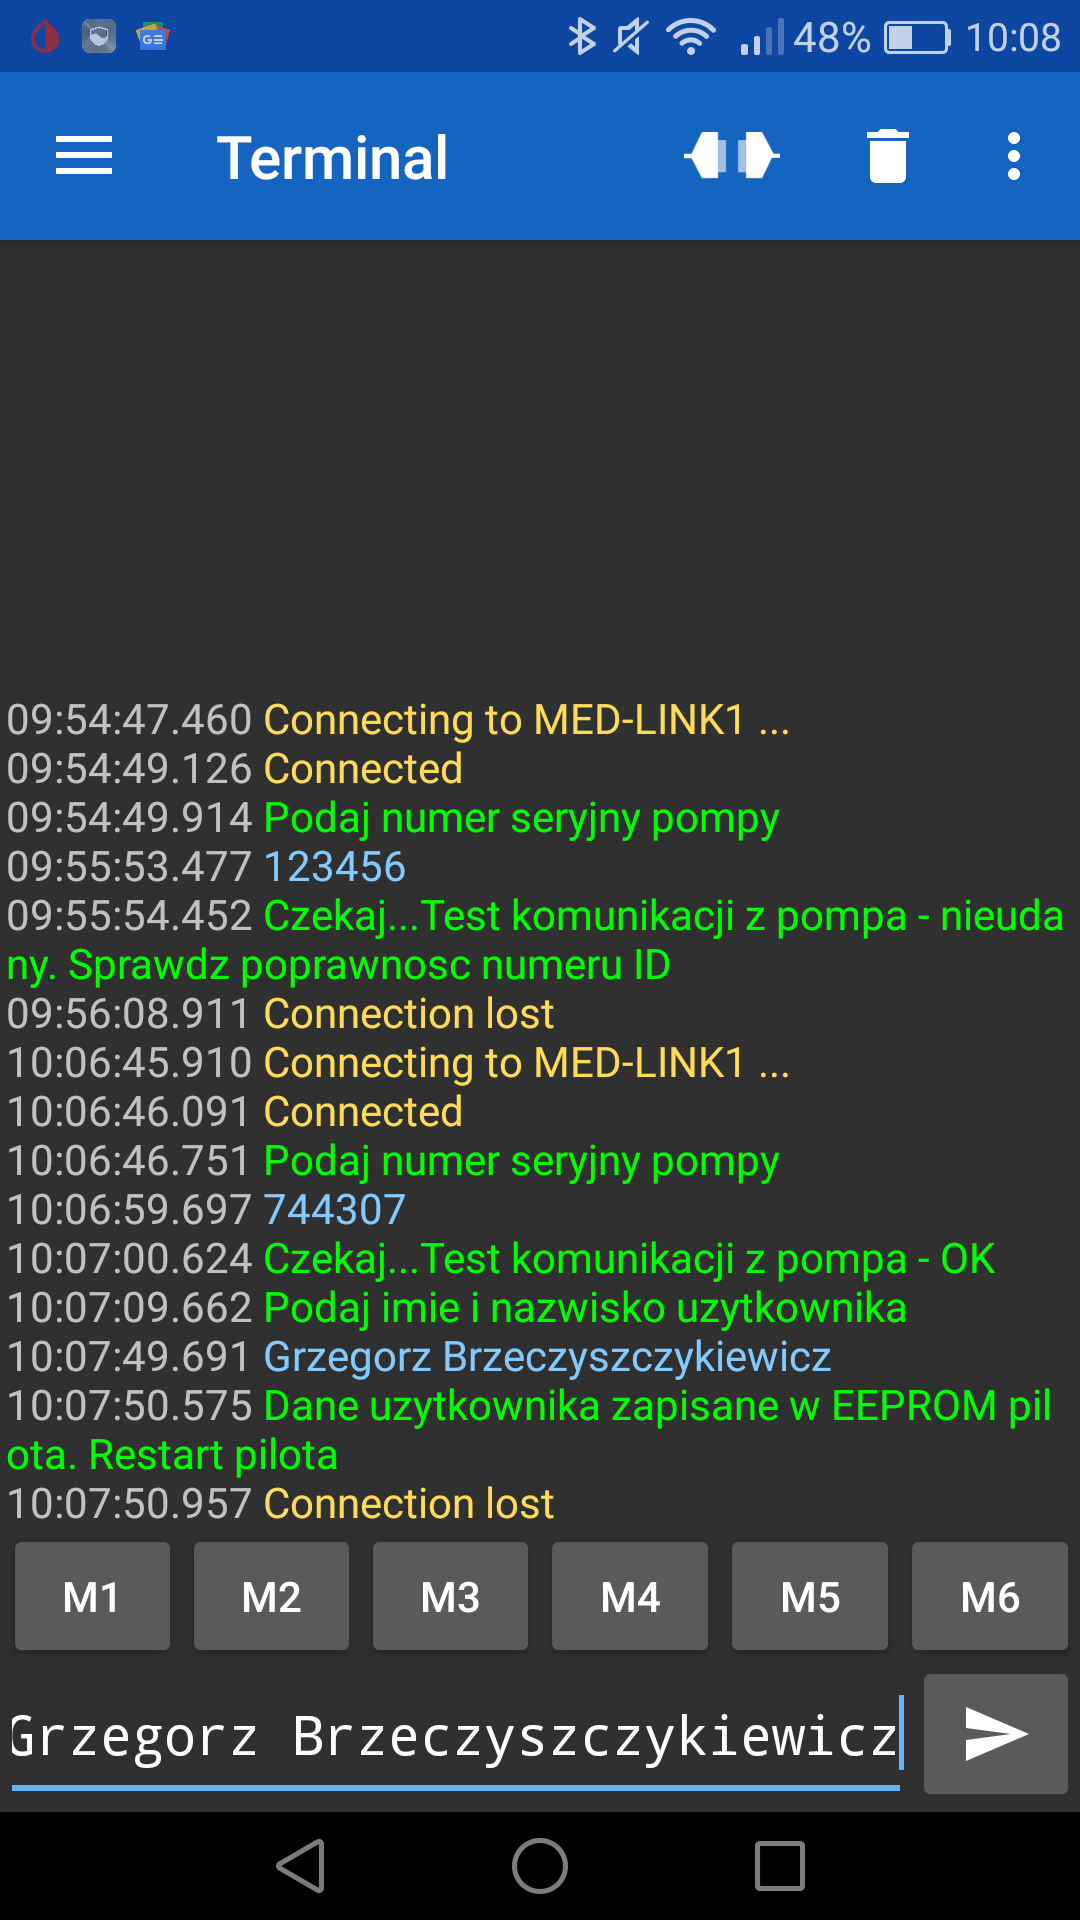 48% 10:08
Terminal
09:54:47.460 Connecting to MED-LINK1 ...
09:54:49.126 Connected
09:54:49.914 Podaj numer seryjny pompy
09:55:53.477 123456
09:55:54.452 Czekaj...Test komunikacji z pompa - nieuda
ny. Sprawdz poprawnosc numeru ID
09:56:08.911 Connection lost
10:06:45.910 Connecting to MED-LINK1 ...
10:06:46.091 Connected
10:06:46.751 Podaj numer seryjny pompy
10:06:59.697 744307
10:07:00.624 Czekaj...Test komunikacji z pompa - OK
10:07:09.662 Podaj imie i nazwisko uzytkownika
10:07:49.691 Grzegorz Brzeczyszczykiewicz
10:07:50.575 Dane uzytkownika zapisane w EEPROM pil
ota. Restart pilota
10:07:50.957 Connection lost
M1 M2 M3 M4 M5 M6
Grzegorz Brzeczyszczykiewicz